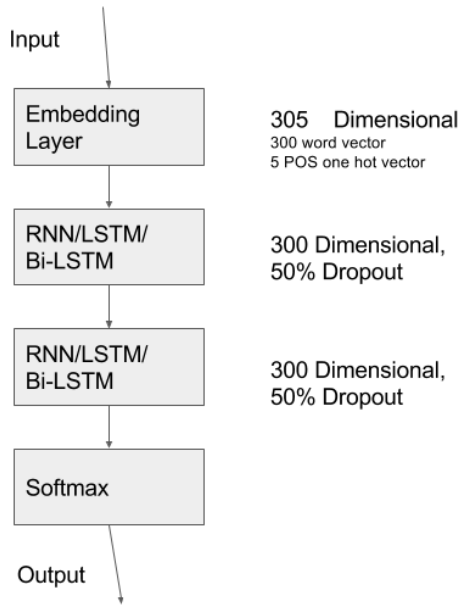 Input
Embedding
Layer
305 Dimensional
300 word vector
5 POS one hot vector
RNN/LSTM/
Bi-LSTM
300 Dimensional,
50% Dropout
RNN/LSTM/
Bi-LSTM
300 Dimensional,
50% Dropout
Softmax
Output